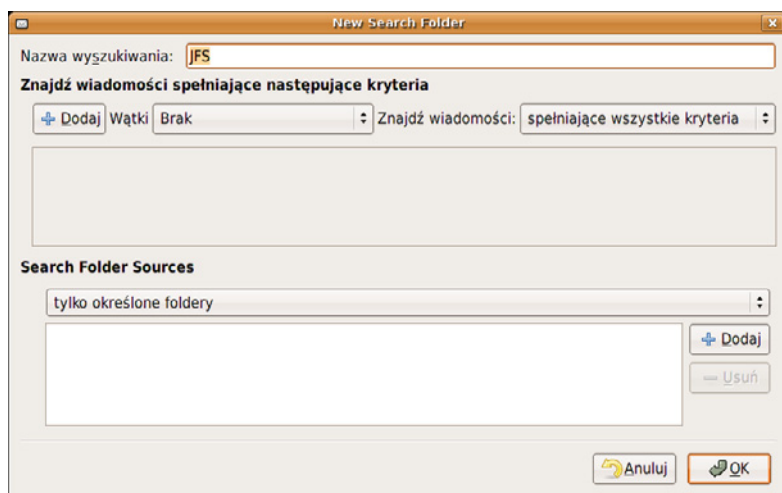 New Search Folder
Nazwa wyszukiwania: JFS
Znajdź wiadomości spełniające następujące kryteria
Dodaj Wątki Brak Znajdź wiadomości: spełniające wszystkie kryteria
Search Folder Sources
tylko określone foldery
Dodaj
Usuń
Anuluj OK